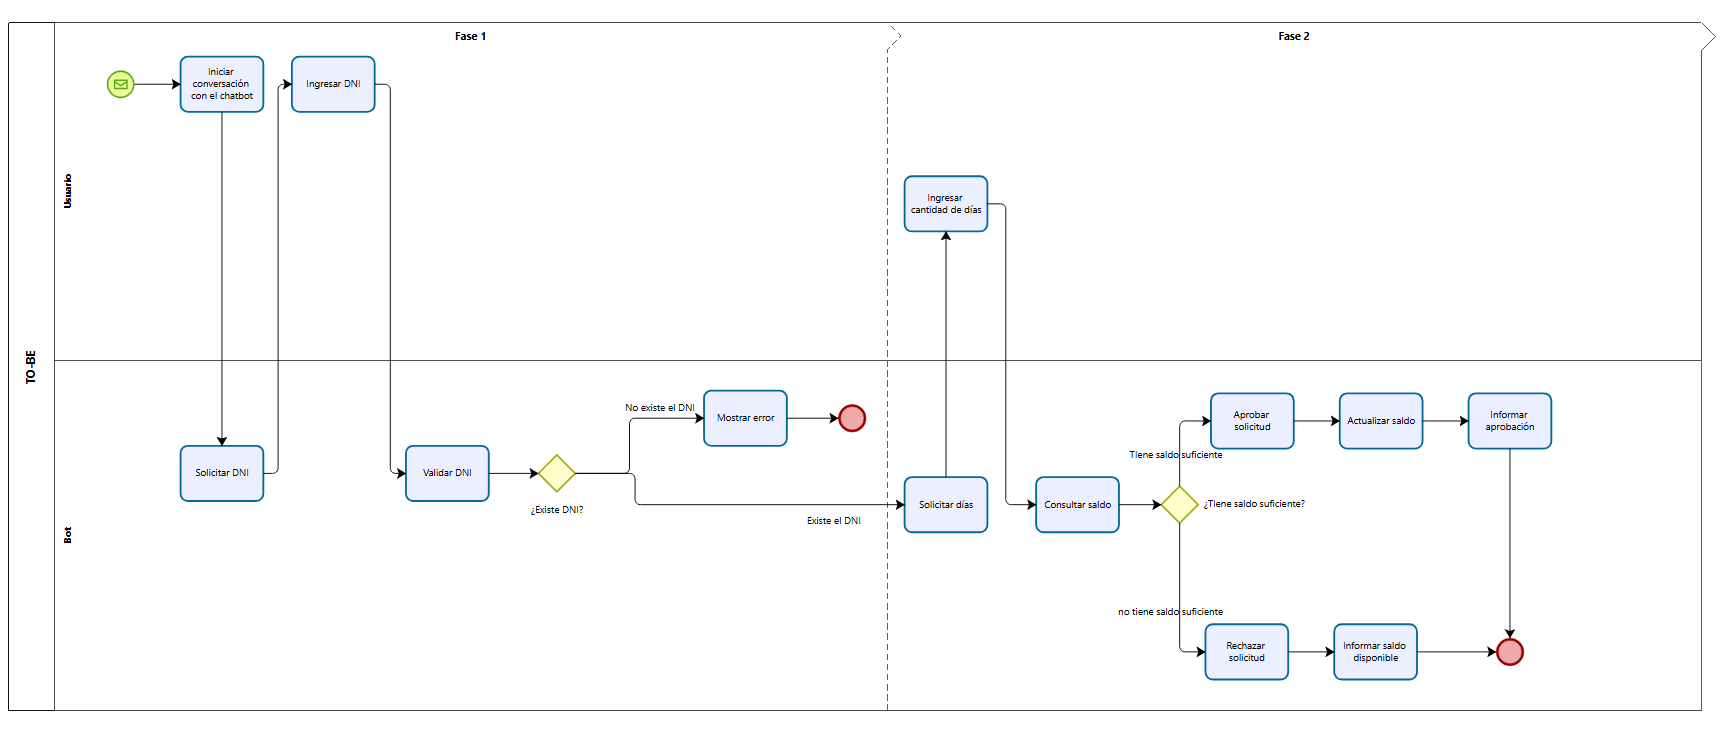 Fase 1
Fase 2
TO-BE
Usuario
Iniciar
conversación
con el chatbot
Ingresar DNI
Ingresar
cantidad de días
Bot
Solicitar DNI
Validar DNI
¿Existe DNI?
No existe el DNI
Mostrar error
Existe el DNI
Solicitar días
Consultar saldo
TIene saldo suficiente
¿TIene saldo suficiente?
Aprobar
solicitud
Actualizar saldo
Informar
aprobación
no tiene saldo suficiente
Rechazar
solicitud
Informar saldo
disponible